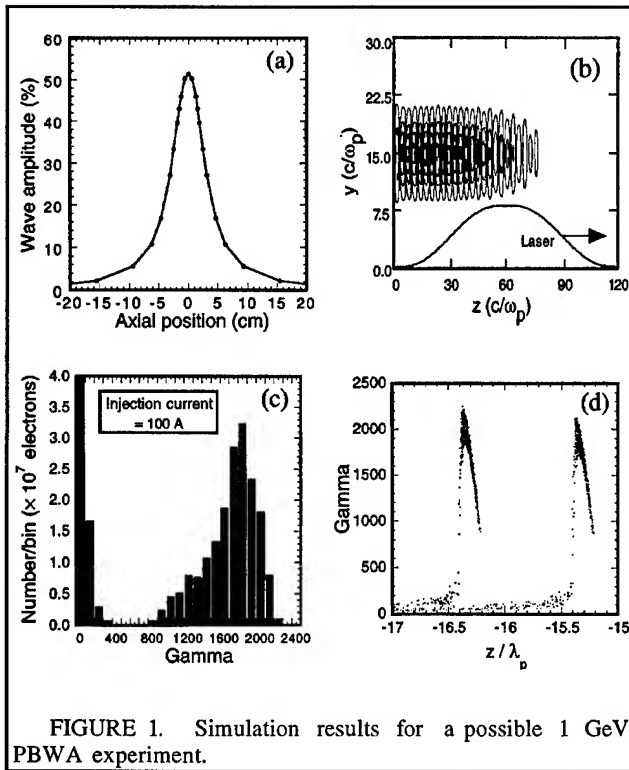 60
50
40
30
20
10
0
Wave amplitude (%)
(a)
-20 -15 -10 -5 0 5 10 15 20
Axial position (cm)
30.0
22.5
15.0
7.5
0.0
y (c/ωp)
(b)
Laser
0 30 60 90 120
z (c/ωp)
4.0
3.5
3.0
2.5
2.0
1.5
1.0
0.5
0.0
Number/bin (× 10^7 electrons)
Injection current
= 100 A
(c)
0 400 800 1200 1600 2000 2400
Gamma
2500
2000
1500
1000
500
0
Gamma
(d)
-17 -16.5 -16 -15.5 -15
z / λp
FIGURE 1. Simulation results for a possible 1 GeV
PBWA experiment.